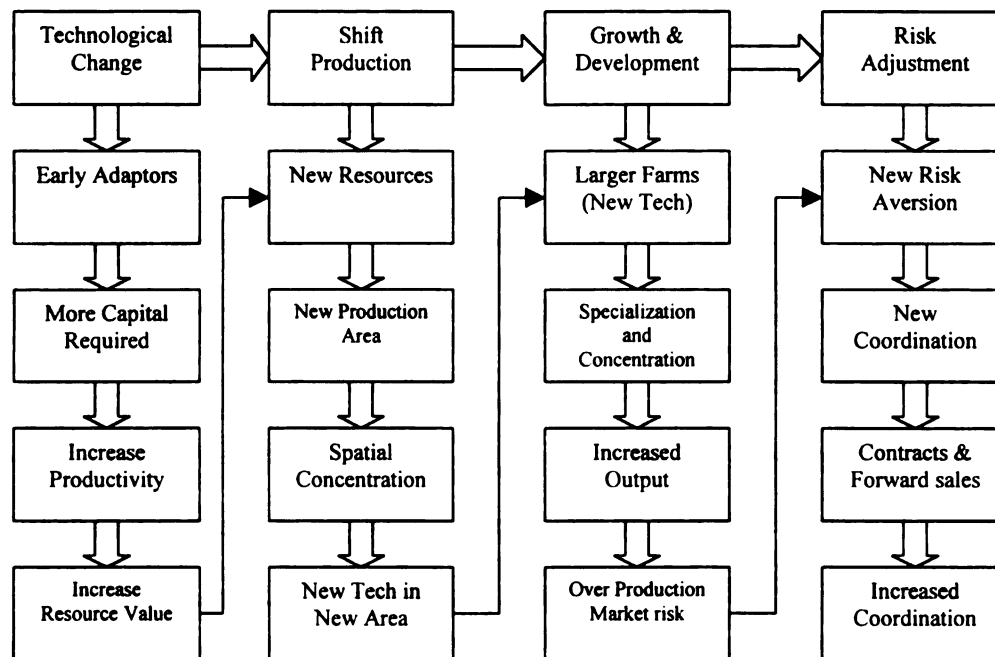 Technological
Change
Shift
Production
Growth &
Development
Risk
Adjustment
Early Adaptors
New Resources
Larger Farms
(New Tech)
New Risk
Aversion
More Capital
Required
New Production
Area
Specialization
and
Concentration
New
Coordination
Increase
Productivity
Spatial
Concentration
Increased
Output
Contracts &
Forward sales
Increase
Resource Value
New Tech in
New Area
Over Production
Market risk
Increased
Coordination